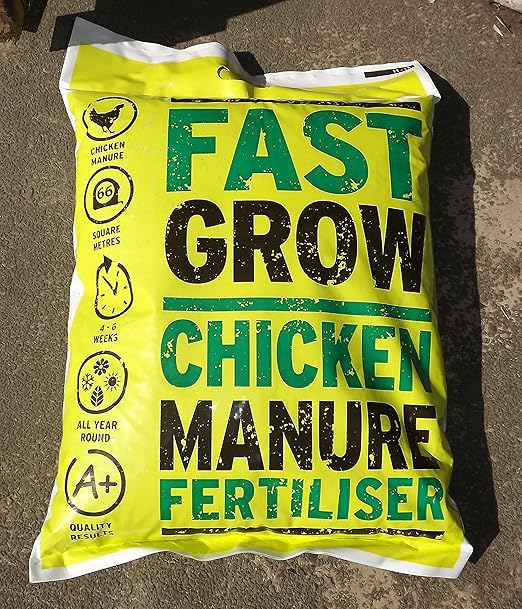 CHICKEN
MANURE
66
SQUARE
METRES
4-6
WEEKS
ALL YEAR
ROUND
A+
QUALITY
RESULTS
FAST
GROW
CHICKEN
MANURE
FERTILISER